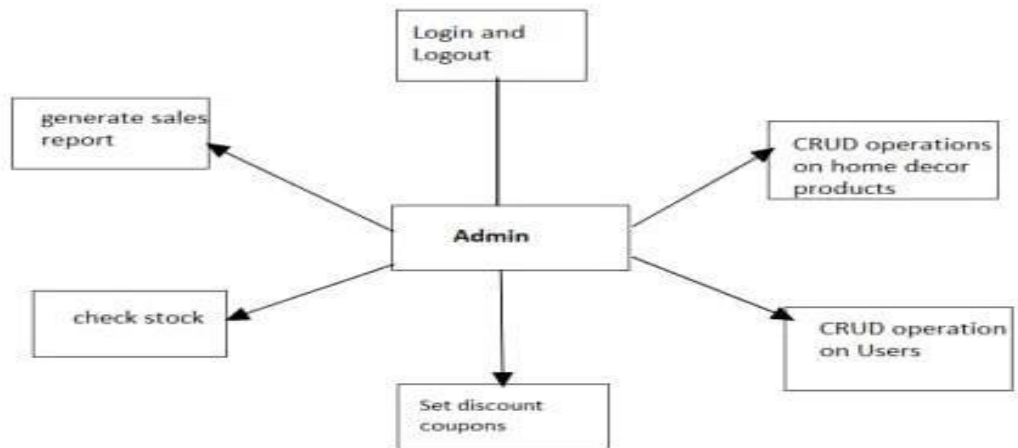 Login and
Logout
generate sales
report
CRUD operations
on home decor
products
Admin
check stock
CRUD operation
on Users
Set discount
coupons